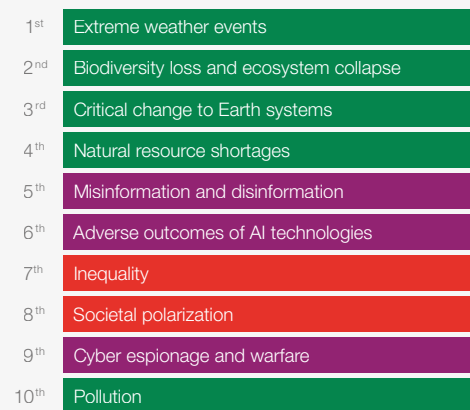 1st Extreme weather events
2nd Biodiversity loss and ecosystem collapse
3rd Critical change to Earth systems
4th Natural resource shortages
5th Misinformation and disinformation
6th Adverse outcomes of AI technologies
7th Inequality
8th Societal polarization
9th Cyber espionage and warfare
10th Pollution